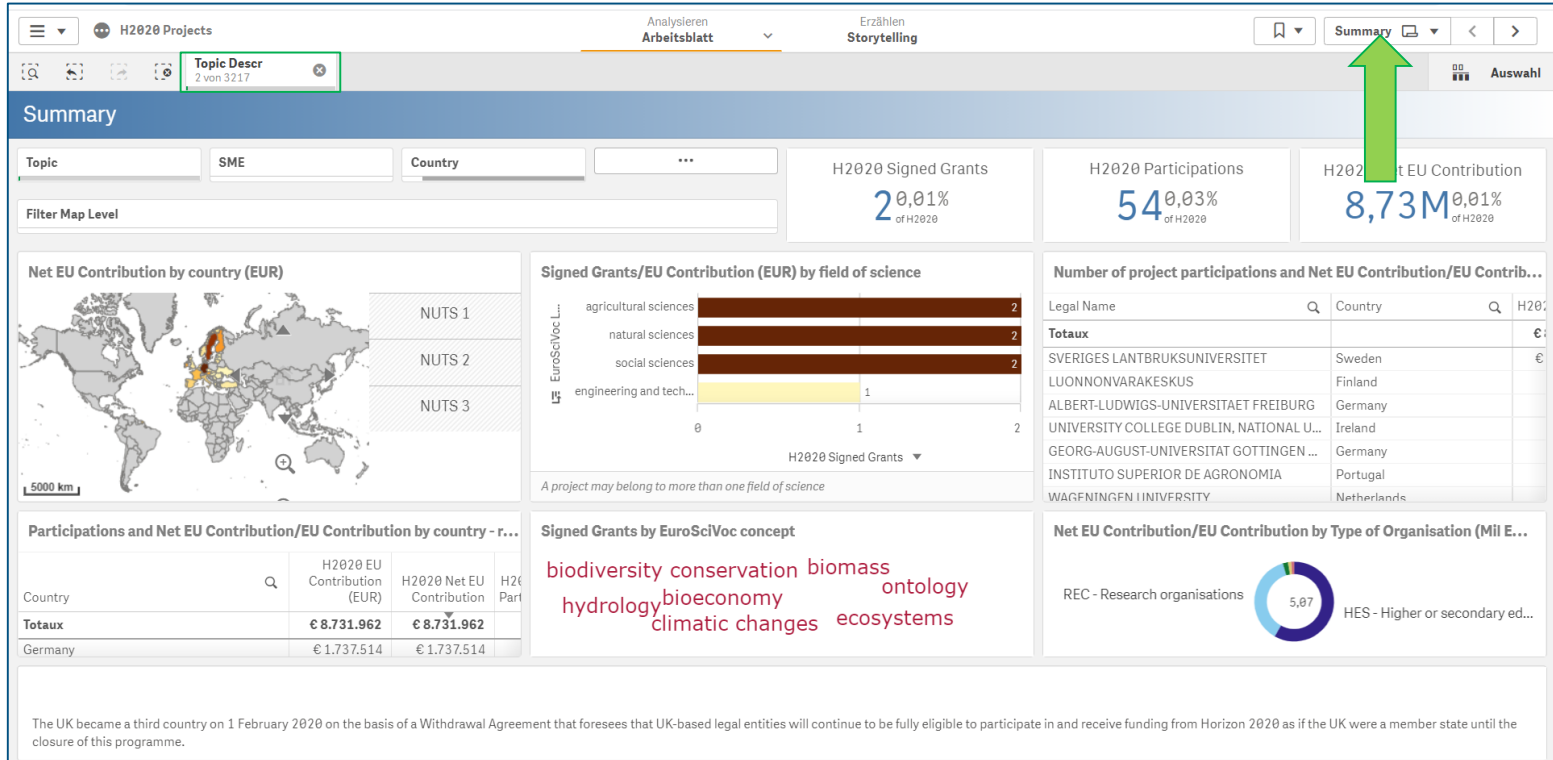 H2020 Projects
Analysieren
Arbeitsblatt
Erzählen
Storytelling
Summary
Topic Descr
2 von 3217
Auswahl
Summary
Topic
SME
Country
...
Filter Map Level
H2020 Signed Grants
2 0,01%
of H2020
H2020 Participations
54 0,03%
of H2020
H202 t EU Contribution
8,73M 0,01%
of H2020
Net EU Contribution by country (EUR)
NUTS 1
NUTS 2
NUTS 3
5000 km
Signed Grants/EU Contribution (EUR) by field of science
EuroSciVoc L...
agricultural sciences 2
natural sciences 2
social sciences 2
engineering and tech... 1
0 1 2
H2020 Signed Grants
A project may belong to more than one field of science
Number of project participations and Net EU Contribution/EU Contrib...
Legal Name Country H202
Totaux €
SVERIGES LANTBRUKSUNIVERSITET Sweden €
LUONNONVARAKESKUS Finland
ALBERT-LUDWIGS-UNIVERSITAET FREIBURG Germany
UNIVERSITY COLLEGE DUBLIN, NATIONAL U... Ireland
GEORG-AUGUST-UNIVERSITAT GOTTINGEN ... Germany
INSTITUTO SUPERIOR DE AGRONOMIA Portugal
WAGENINGEN UNIVERSITY Netherlands
Participations and Net EU Contribution/EU Contribution by country - r...
Country
H2020 EU
Contribution
(EUR)
H2020 Net EU
Contribution
H20
Part
Totaux € 8.731.962 € 8.731.962
Germany € 1.737.514 € 1.737.514
Signed Grants by EuroSciVoc concept
biodiversity conservation biomass
ontology
hydrology bioeconomy
climatic changes ecosystems
Net EU Contribution/EU Contribution by Type of Organisation (Mil E...
REC - Research organisations
5,07
HES - Higher or secondary ed...
The UK became a third country on 1 February 2020 on the basis of a Withdrawal Agreement that foresees that UK-based legal entities will continue to be fully eligible to participate in and receive funding from Horizon 2020 as if the UK were a member state until the
closure of this programme.